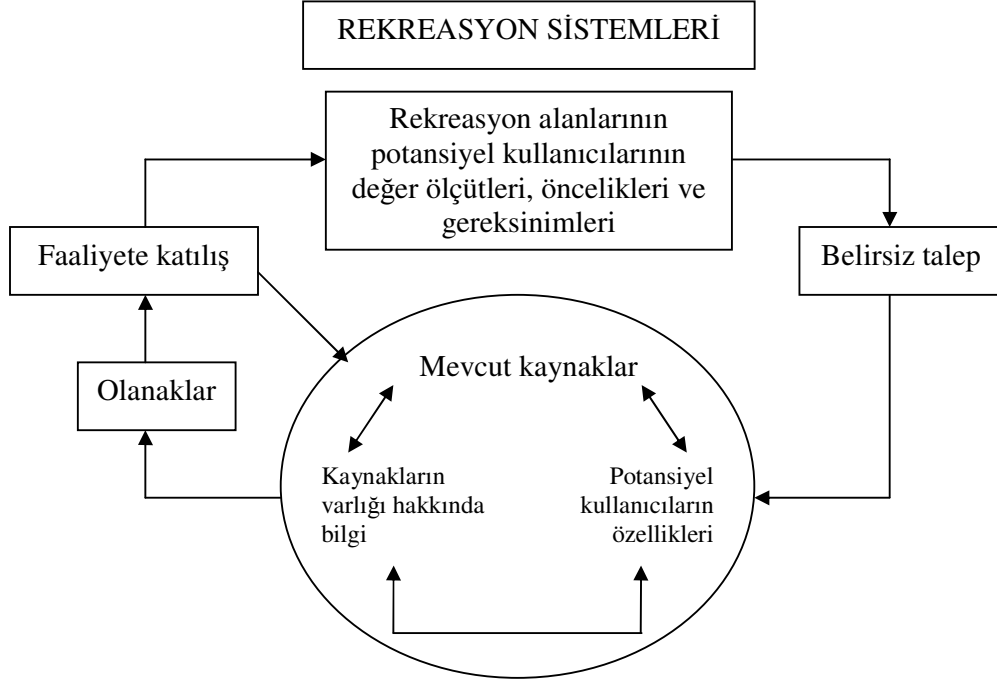 REKREASYON SİSTEMLERİ
Rekreasyon alanlarının
potansiyel kullanıcılarının
değer ölçütleri, öncelikleri ve
gereksinimleri
Faaliyete katılış
Belirsiz talep
Olanaklar
Mevcut kaynaklar
Kaynakların
varlığı hakkında
bilgi
Potansiyel
kullanıcıların
özellikleri